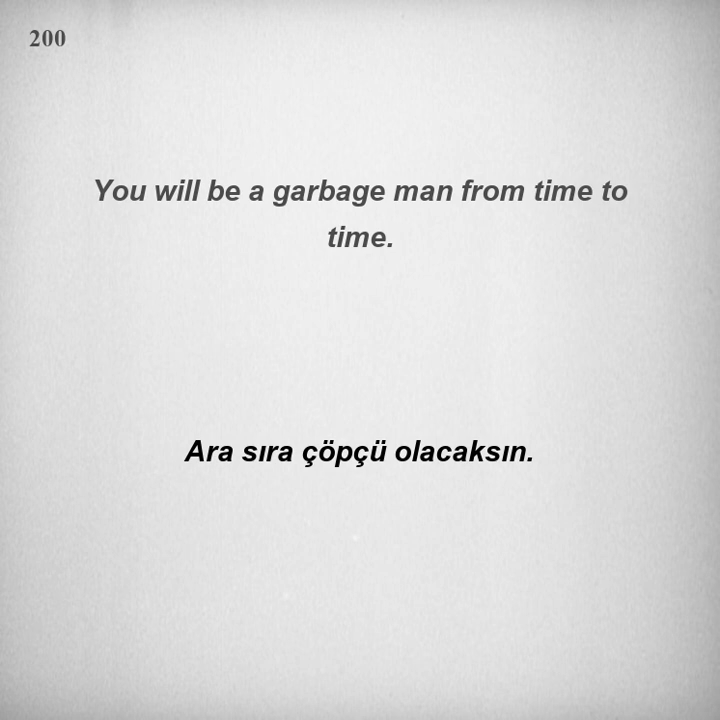 200
You will be a garbage man from time to
time.
Ara sıra çöpçü olacaksın.